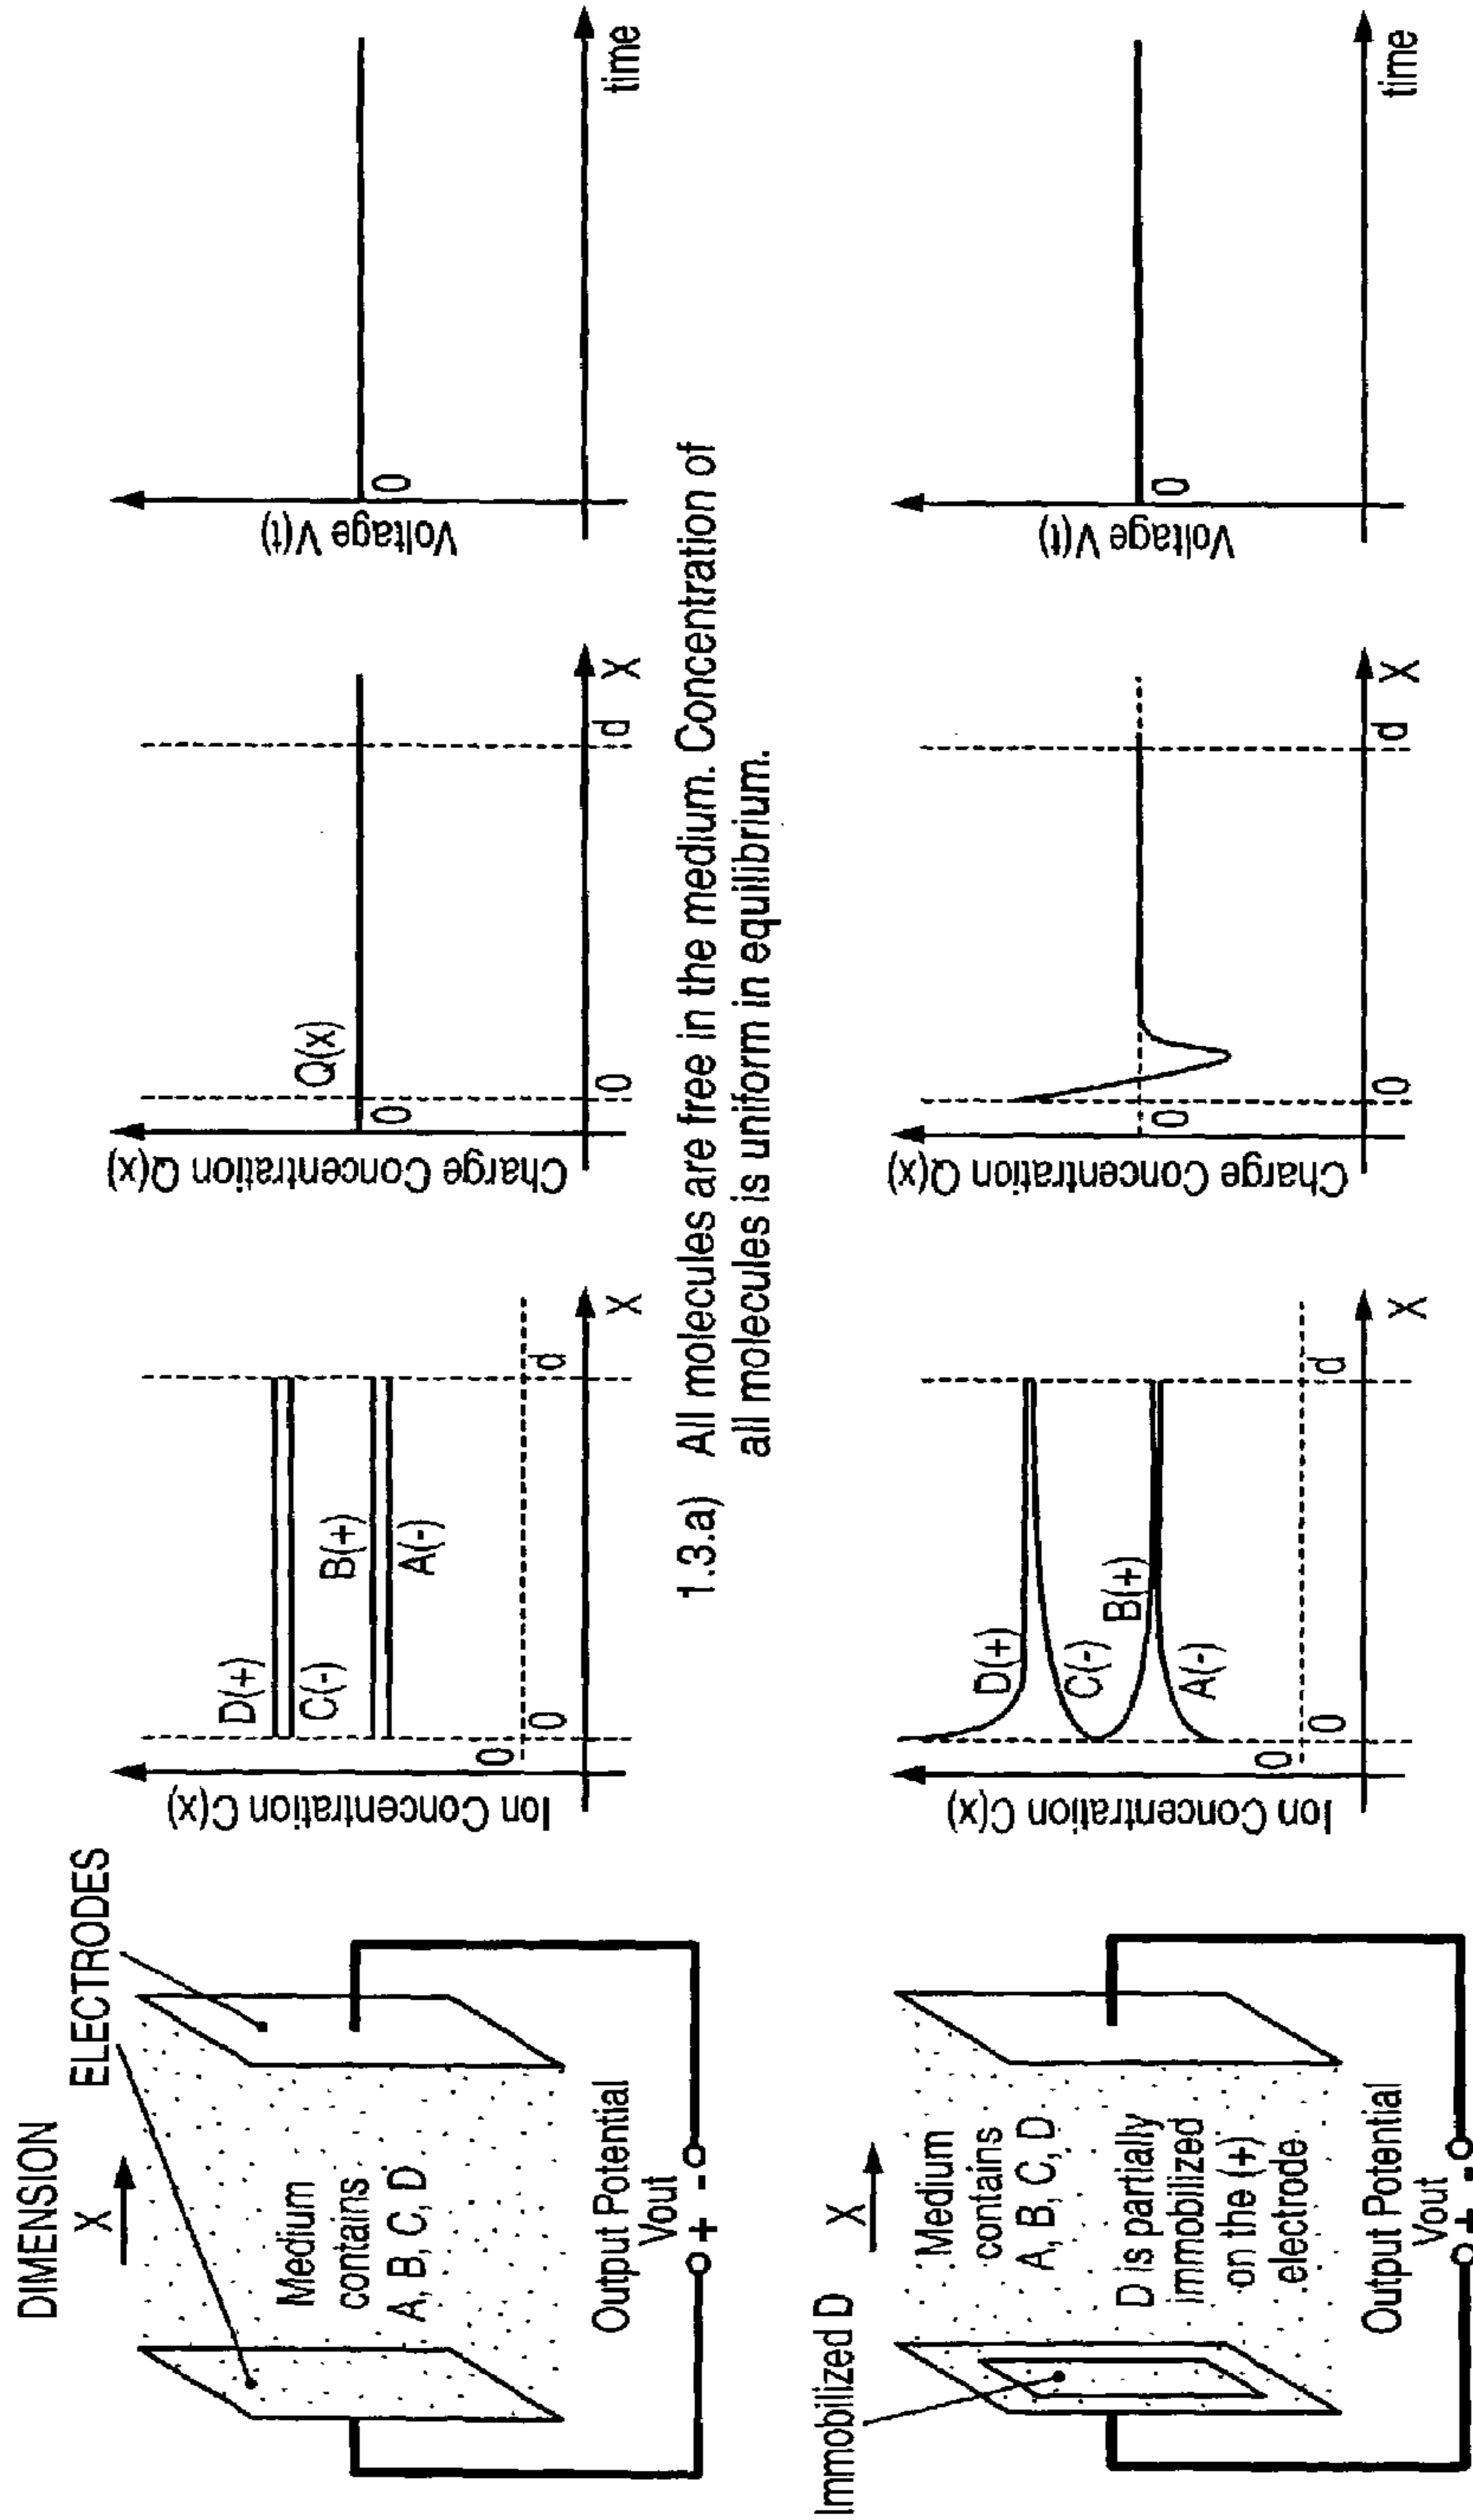 DIMENSION
X
ELECTRODES
Medium
contains
A, B, C, D
Output Potential
Vout
+ -
Ion Concentration C(x)
D(+)
C(-)
B(+)
A(-)
0
0
d
X
Charge Concentration Q(x)
Q(x)
0
0
d
X
Voltage V(t)
0
time
1.3.a) All molecules are free in the medium. Concentration of
all molecules is uniform in equilibrium.
Immobilized D
X
Medium
contains
A, B, C, D
D is partially
immobilized
on the (+)
electrode
Output Potential
Vout
+ -
Ion Concentration C(x)
D(+)
C(-)
B(+)
A(-)
0
0
d
X
Charge Concentration Q(x)
0
0
d
X
Voltage V(t)
0
time